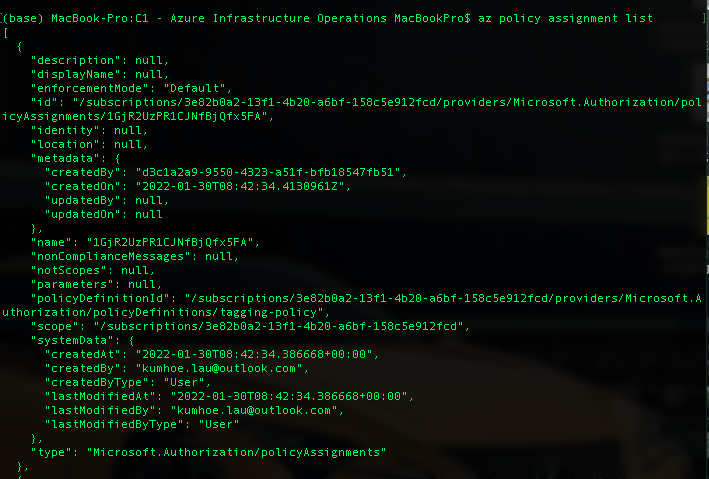 [(base) MacBook-Pro:C1 - Azure Infrastructure Operations MacBookPro$ az policy assignment list ]
[
  {
    "description": null,
    "displayName": null,
    "enforcementMode": "Default",
    "id": "/subscriptions/3e82b0a2-13f1-4b20-a6bf-158c5e912fcd/providers/Microsoft.Authorization/pol
icyAssignments/1GjR2UzPR1CJNfBjQfx5FA",
    "identity": null,
    "location": null,
    "metadata": {
      "createdBy": "d3c1a2a9-9550-4323-a51f-bfb18547fb51",
      "createdOn": "2022-01-30T08:42:34.4130961Z",
      "updatedBy": null,
      "updatedOn": null
    },
    "name": "1GjR2UzPR1CJNfBjQfx5FA",
    "nonComplianceMessages": null,
    "notScopes": null,
    "parameters": null,
    "policyDefinitionId": "/subscriptions/3e82b0a2-13f1-4b20-a6bf-158c5e912fcd/providers/Microsoft.A
uthorization/policyDefinitions/tagging-policy",
    "scope": "/subscriptions/3e82b0a2-13f1-4b20-a6bf-158c5e912fcd",
    "systemData": {
      "createdAt": "2022-01-30T08:42:34.386668+00:00",
      "createdBy": "kumhoe.lau@outlook.com",
      "createdByType": "User",
      "lastModifiedAt": "2022-01-30T08:42:34.386668+00:00",
      "lastModifiedBy": "kumhoe.lau@outlook.com",
      "lastModifiedByType": "User"
    },
    "type": "Microsoft.Authorization/policyAssignments"
  },
  {